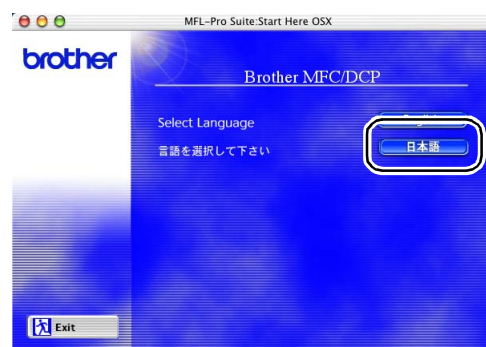 MFL-Pro Suite:Start Here OSX
brother
Brother MFC/DCP
Select Language
言語を選択して下さい
日本語
Exit